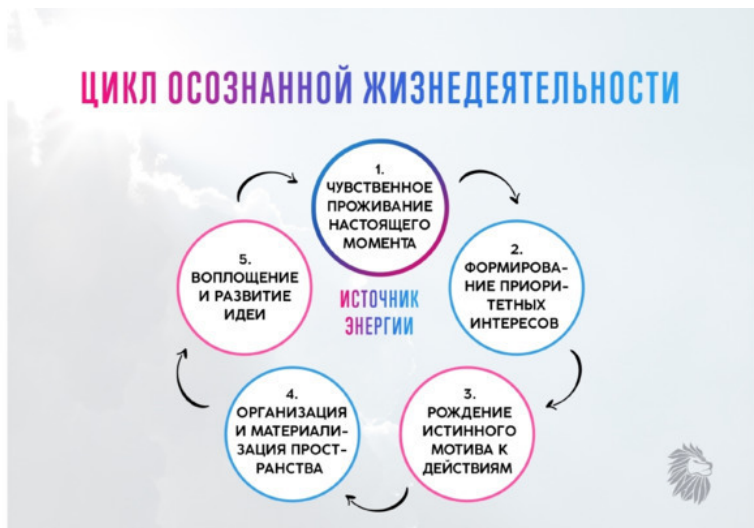 ЦИКЛ ОСОЗНАННОЙ ЖИЗНЕДЕЯТЕЛЬНОСТИ
1.
ЧУВСТВЕННОЕ
ПРОЖИВАНИЕ
НАСТОЯЩЕГО
МОМЕНТА
2.
ФОРМИРОВА-
НИЕ ПРИОРИ-
ТЕТНЫХ
ИНТЕРЕСОВ
3.
РОЖДЕНИЕ
ИСТИННОГО
МОТИВА К
ДЕЙСТВИЯМ
4.
ОРГАНИЗАЦИЯ
И МАТЕРИАЛИ-
ЗАЦИЯ ПРОСТ-
РАНСТВА
5.
ВОПЛОЩЕНИЕ
И РАЗВИТИЕ
ИДЕИ
ИСТОЧНИК
ЭНЕРГИИ